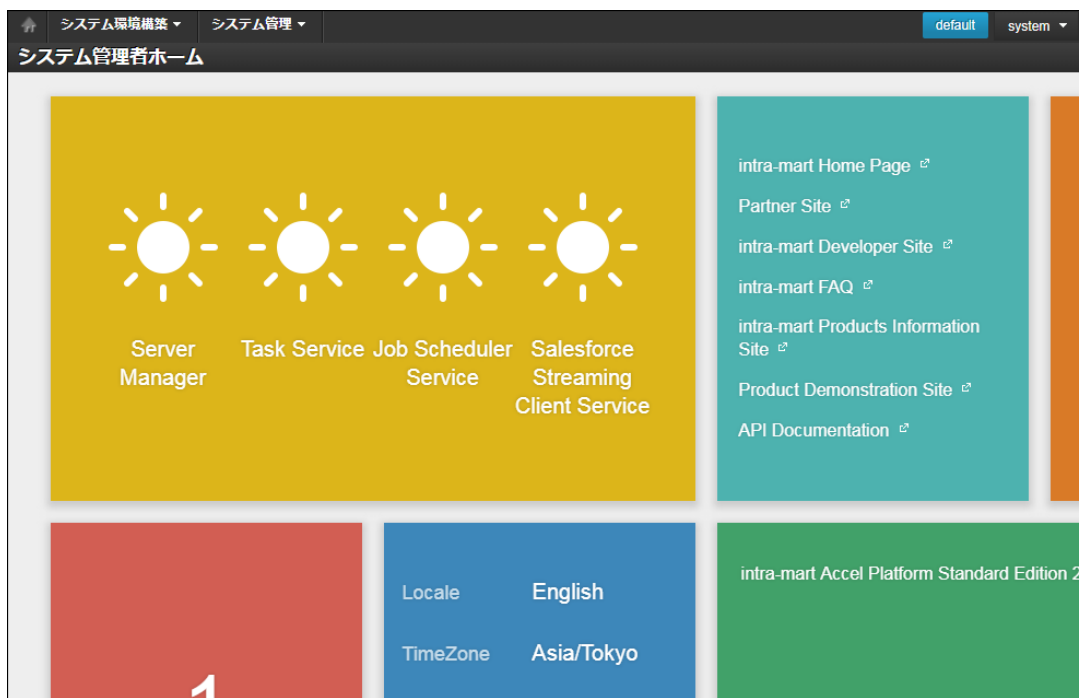 システム環境構築 システム管理 default system
システム管理者ホーム
Server
Manager
Task Service
Job Scheduler
Service
Salesforce
Streaming
Client Service
intra-mart Home Page
Partner Site
intra-mart Developer Site
intra-mart FAQ
intra-mart Products Information
Site
Product Demonstration Site
API Documentation
1
Locale English
TimeZone Asia/Tokyo
intra-mart Accel Platform Standard Edition 2